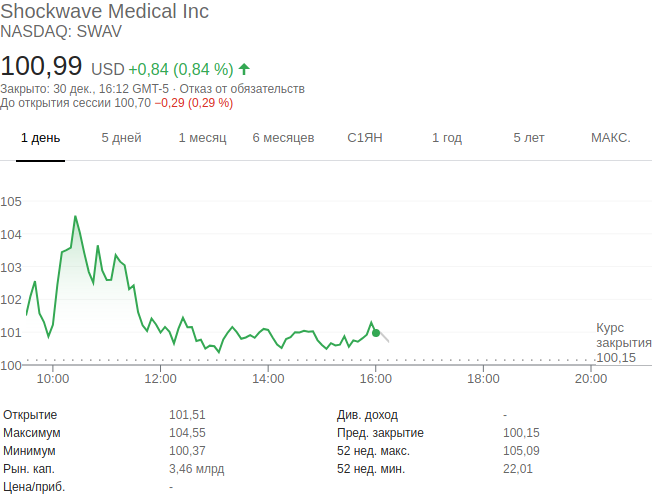 Shockwave Medical Inc
NASDAQ: SWAV
100,99 USD +0,84 (0,84 %)
Закрыто: 30 дек., 16:12 GMT-5 · Отказ от обязательств
До открытия сессии 100,70 −0,29 (0,29 %)
1 день 5 дней 1 месяц 6 месяцев С1ЯН 1 год 5 лет МАКС.
105
104
103
102
101
100
Курс
закрытия
100,15
10:00 12:00 14:00 16:00 18:00 20:00
Открытие 101,51 Див. доход -
Максимум 104,55 Пред. закрытие 100,15
Минимум 100,37 52 нед. макс. 105,09
Рын. кап. 3,46 млрд 52 нед. мин. 22,01
Цена/приб. -